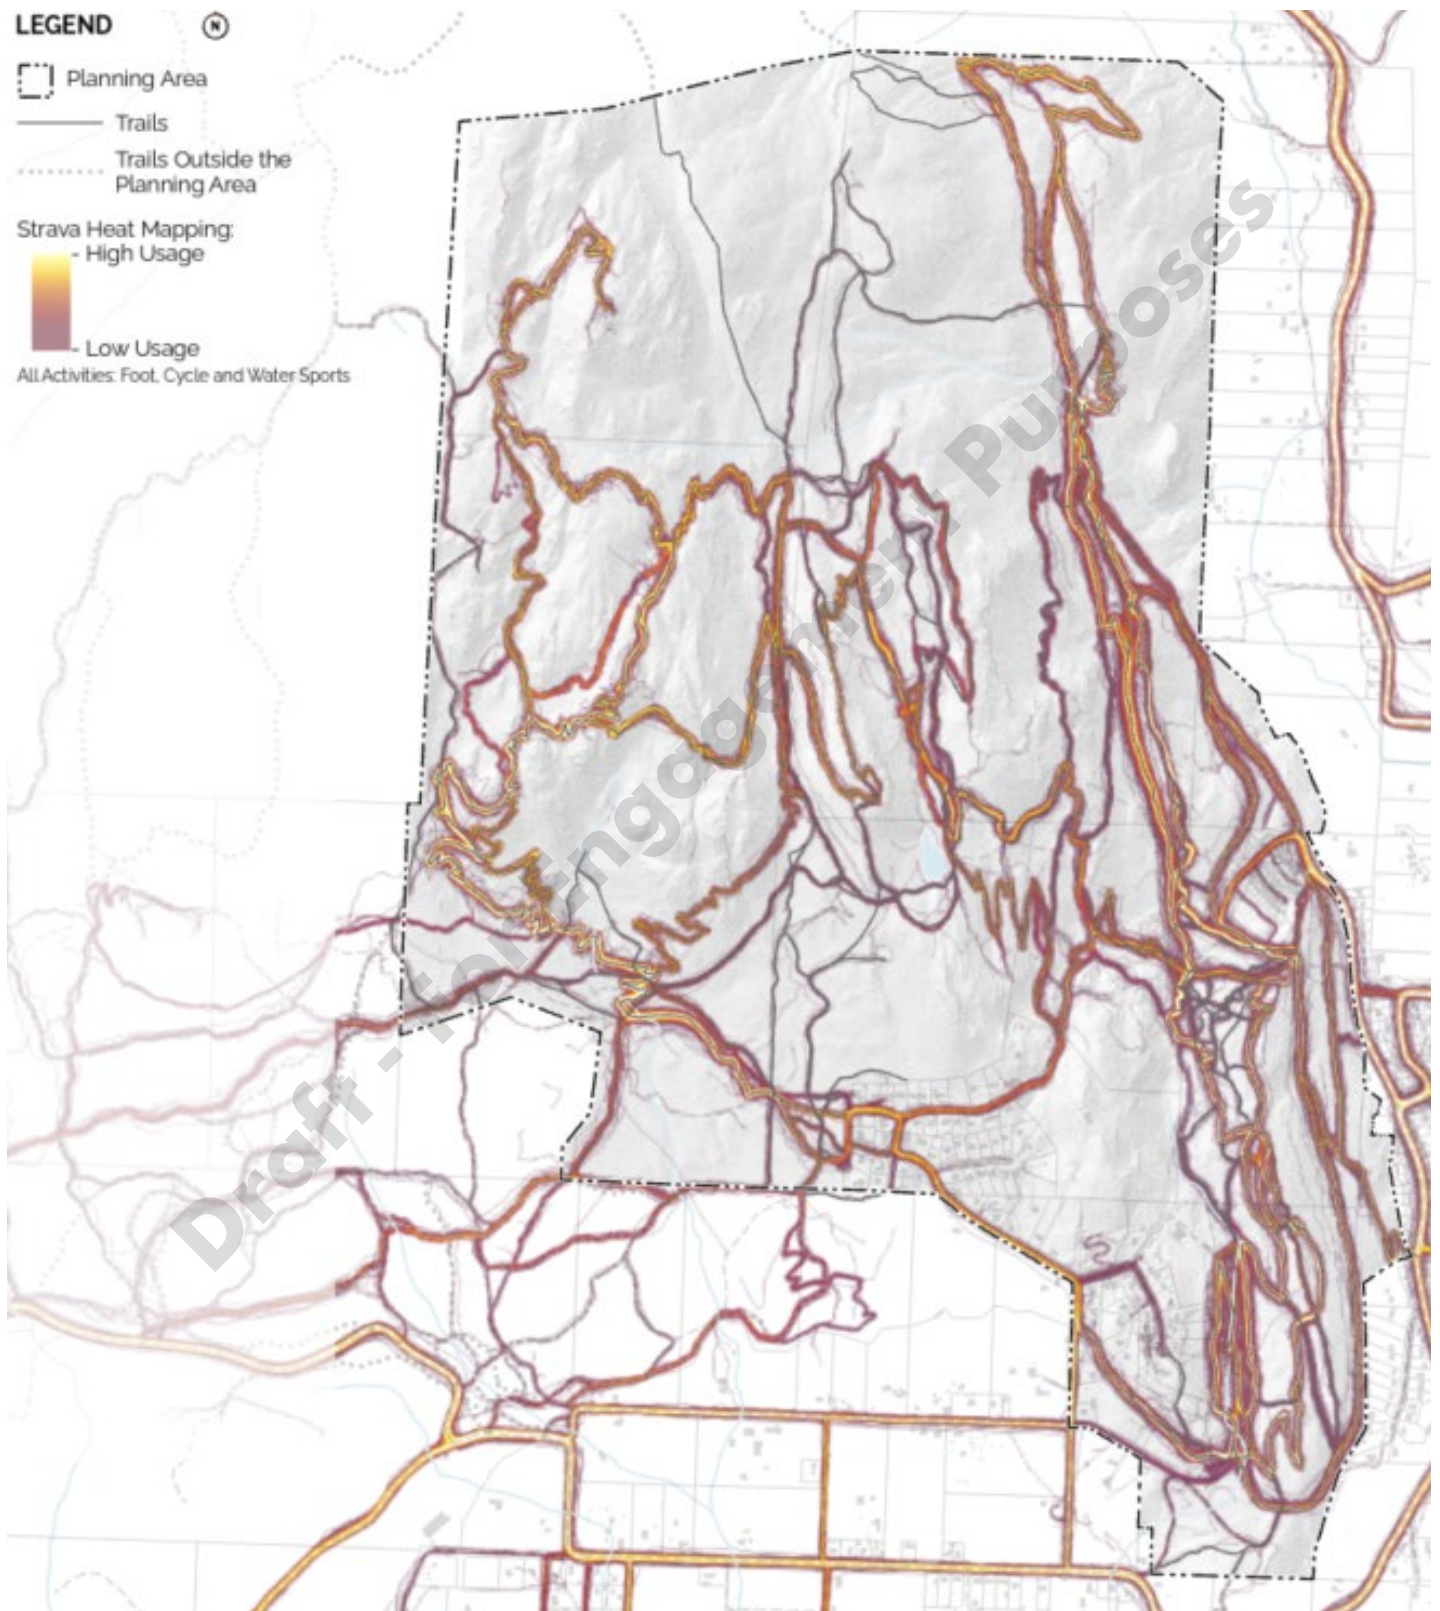 LEGEND
N
Planning Area
Trails
Trails Outside the
Planning Area
Strava Heat Mapping:
- High Usage
- Low Usage
All Activities: Foot, Cycle and Water Sports
Draft - For Engagement Purposes